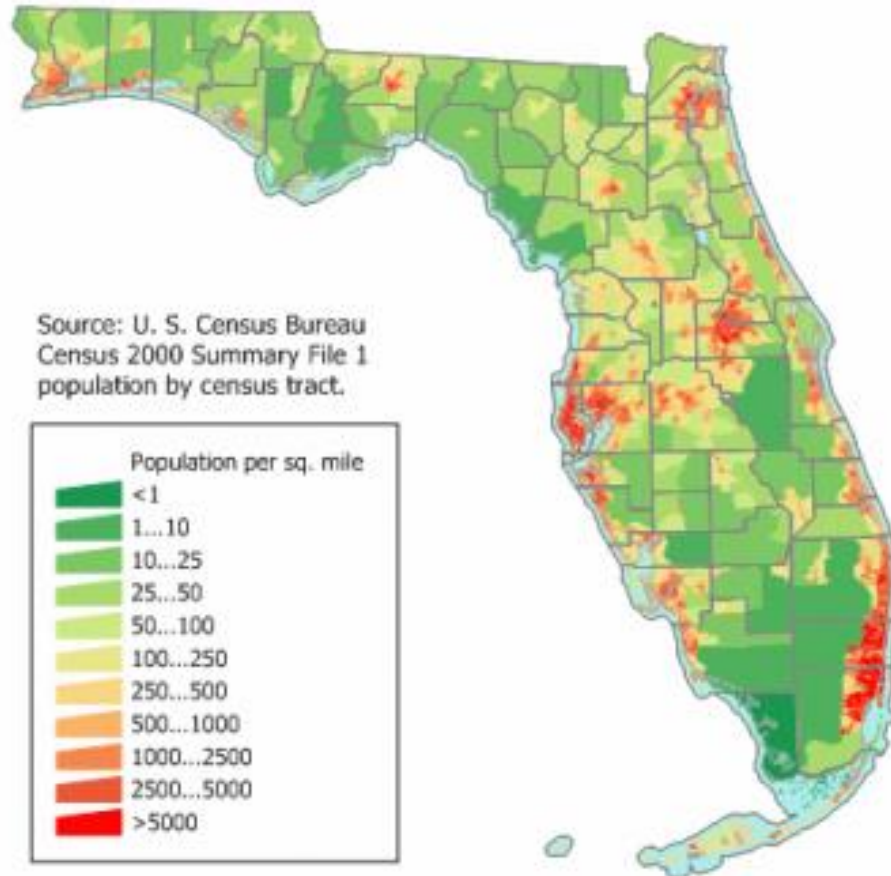 Source: U. S. Census Bureau
Census 2000 Summary File 1
population by census tract.
Population per sq. mile
<1
1...10
10...25
25...50
50...100
100...250
250...500
500...1000
1000...2500
2500...5000
>5000